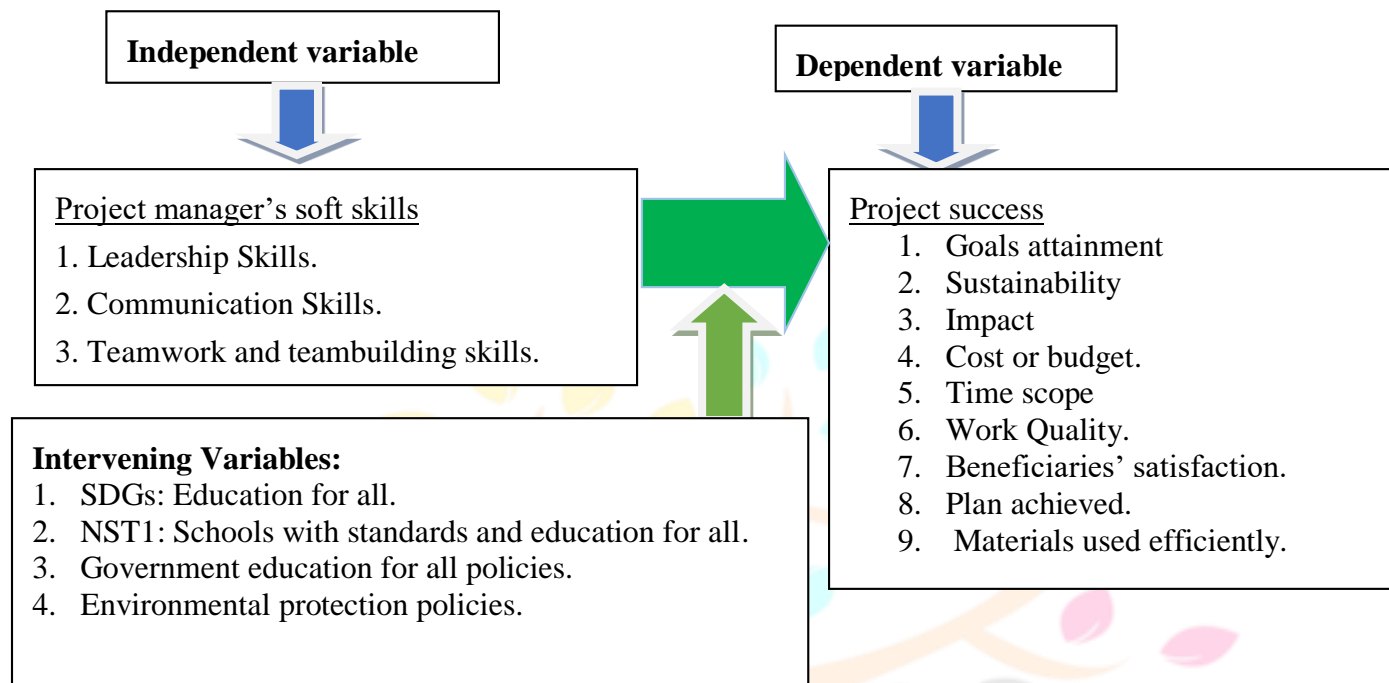 Independent variable
Dependent variable
Project manager’s soft skills
1. Leadership Skills.
2. Communication Skills.
3. Teamwork and teambuilding skills.
Project success
1. Goals attainment
2. Sustainability
3. Impact
4. Cost or budget.
5. Time scope
6. Work Quality.
7. Beneficiaries’ satisfaction.
8. Plan achieved.
9. Materials used efficiently.
Intervening Variables:
1. SDGs: Education for all.
2. NST1: Schools with standards and education for all.
3. Government education for all policies.
4. Environmental protection policies.